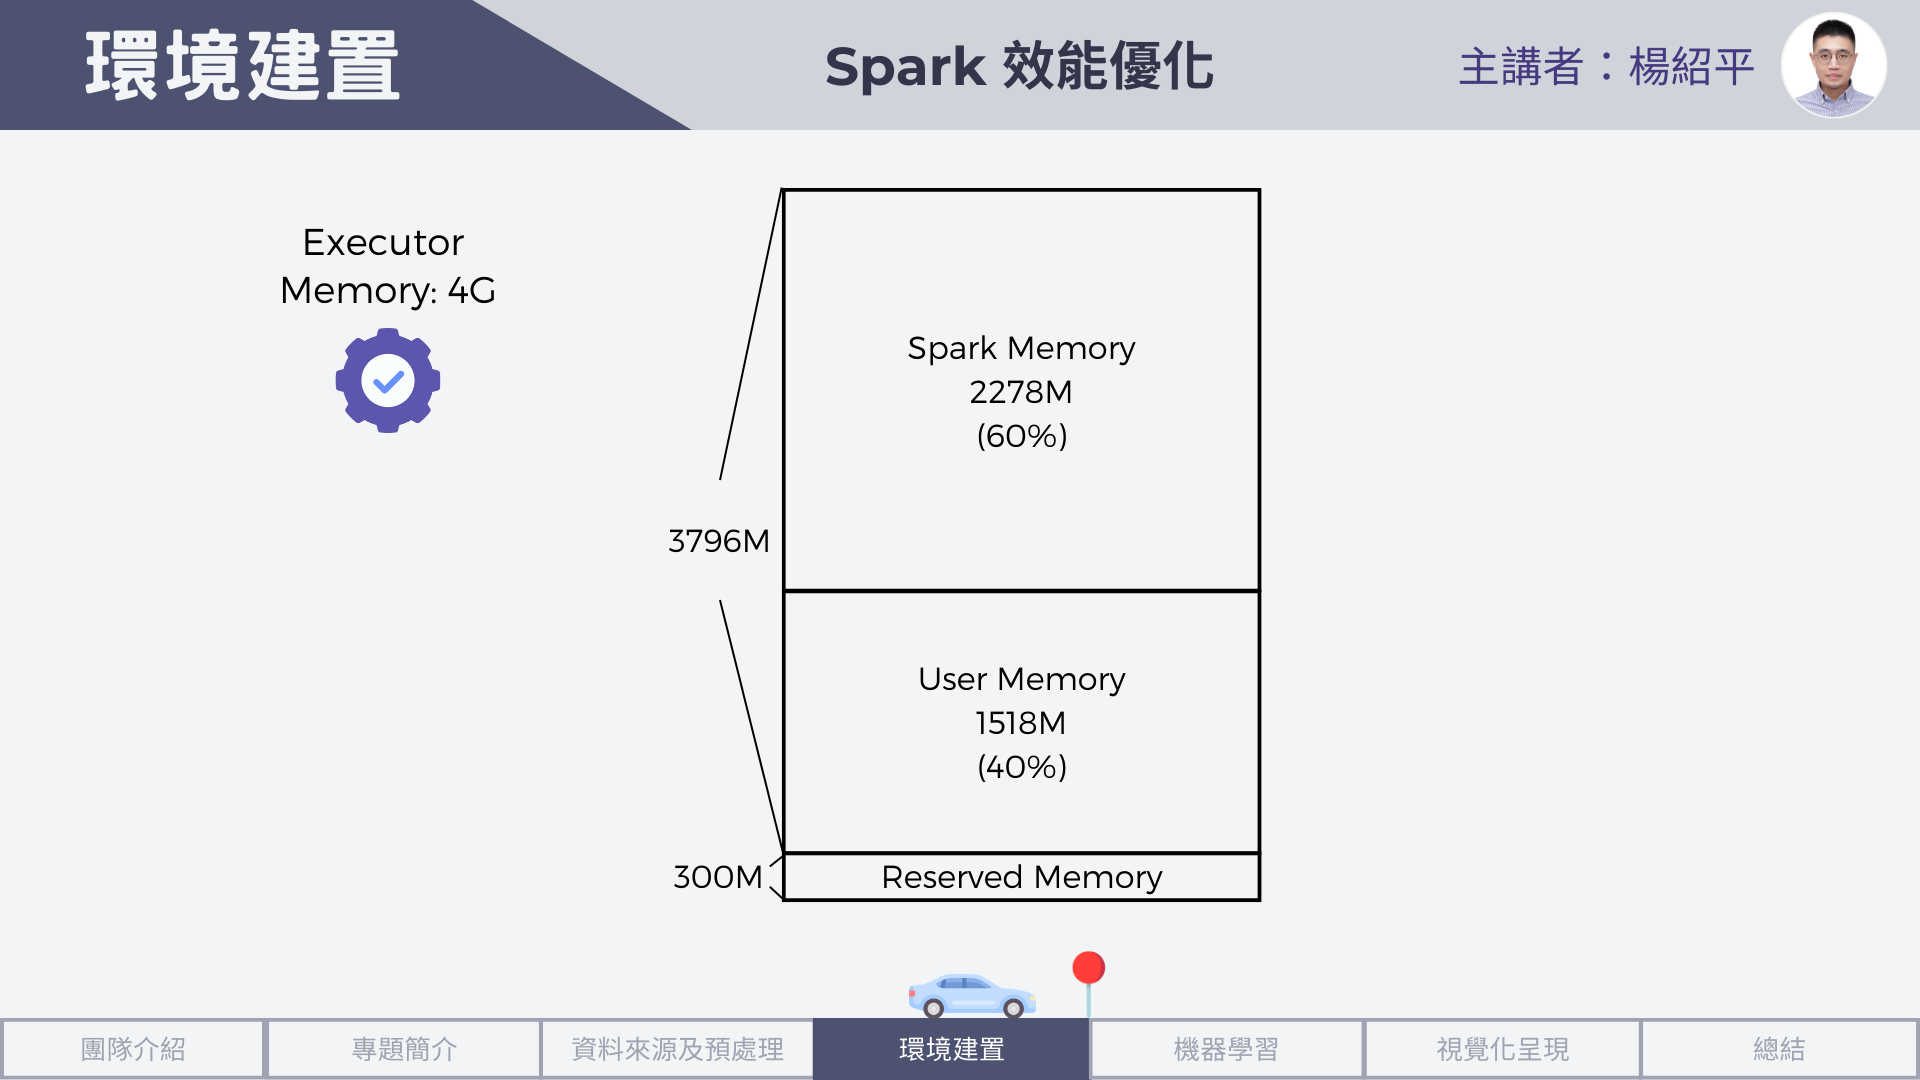 環境建置
Spark 效能優化
主講者：楊紹平
Executor
Memory: 4G
Spark Memory
2278M
(60%)
3796M
User Memory
1518M
(40%)
300M
Reserved Memory
團隊介紹
專題簡介
資料來源及預處理
環境建置
機器學習
視覺化呈現
總結